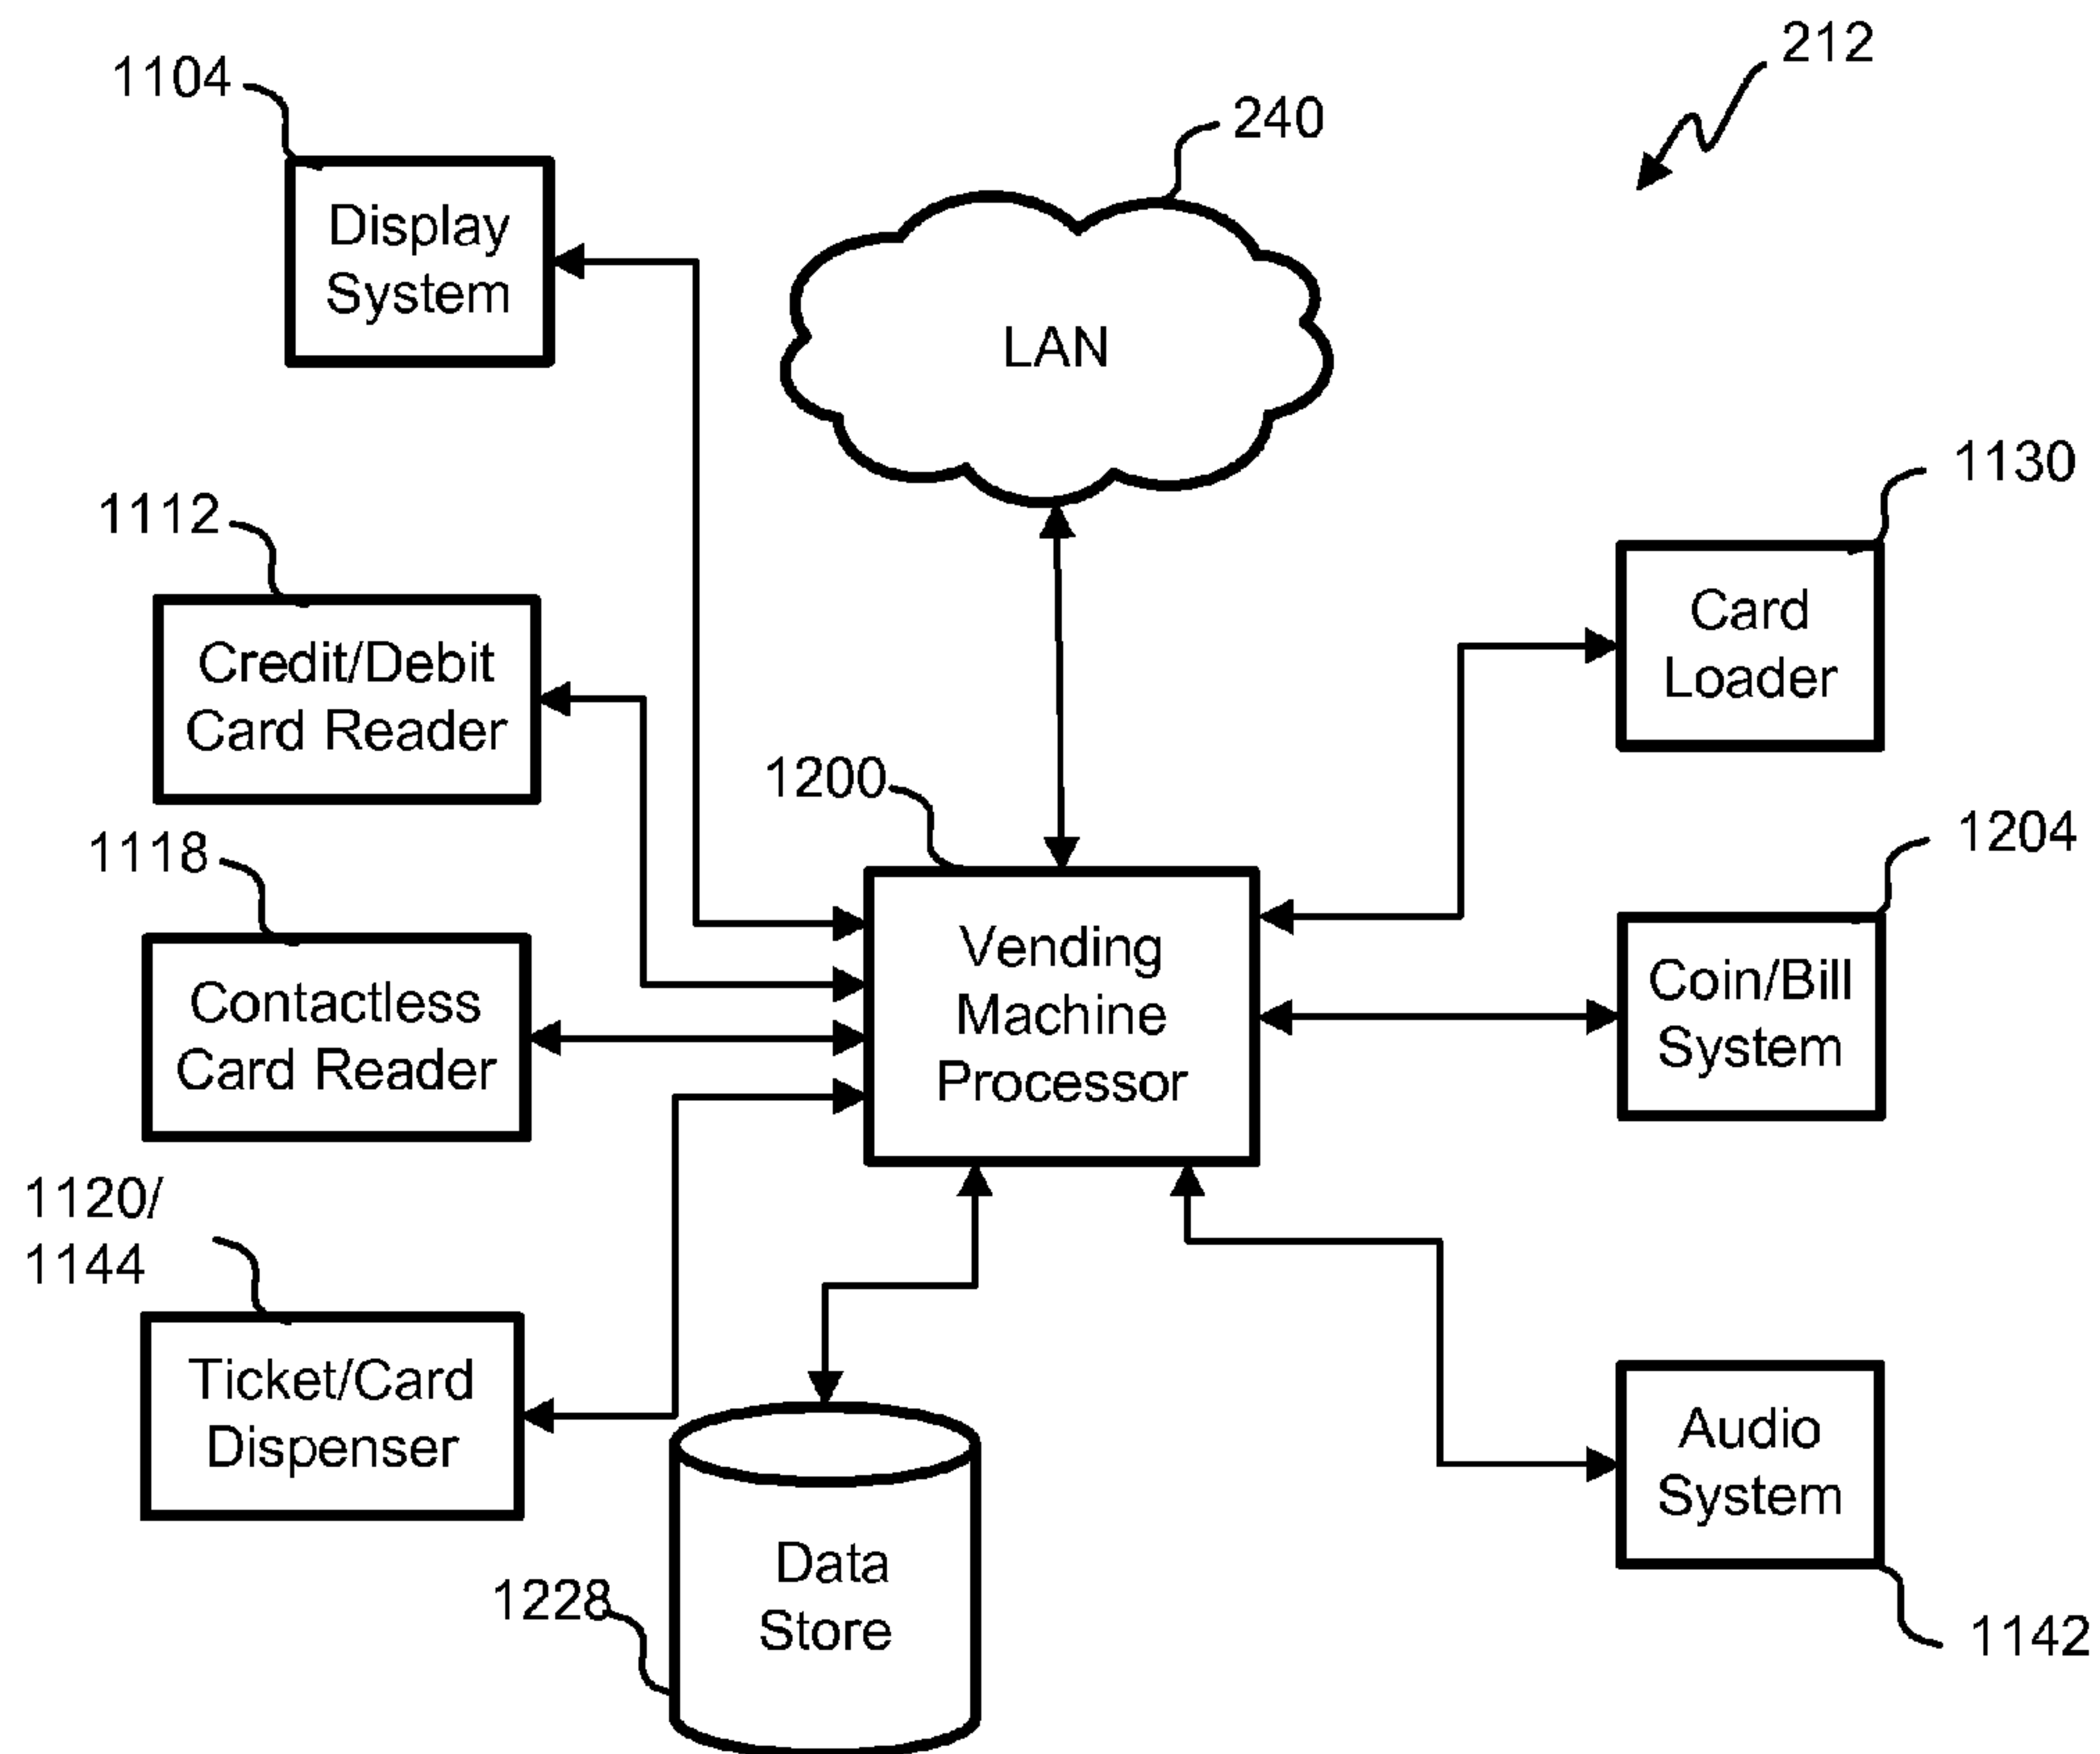 212
1104
240
Display
System
LAN
1130
1112
Card
Loader
Credit/Debit
Card Reader
1200
1204
1118
Vending
Machine
Processor
Coin/Bill
System
Contactless
Card Reader
1120/
1144
Ticket/Card
Dispenser
Audio
System
Data
Store
1228
1142